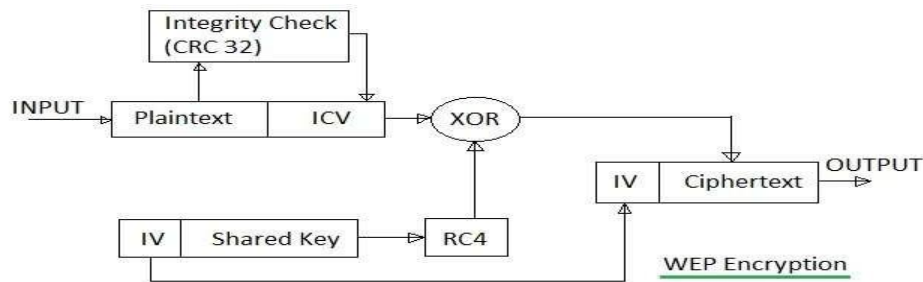 Integrity Check
(CRC 32)
INPUT
Plaintext
ICV
XOR
IV
Ciphertext
OUTPUT
IV
Shared Key
RC4
WEP Encryption